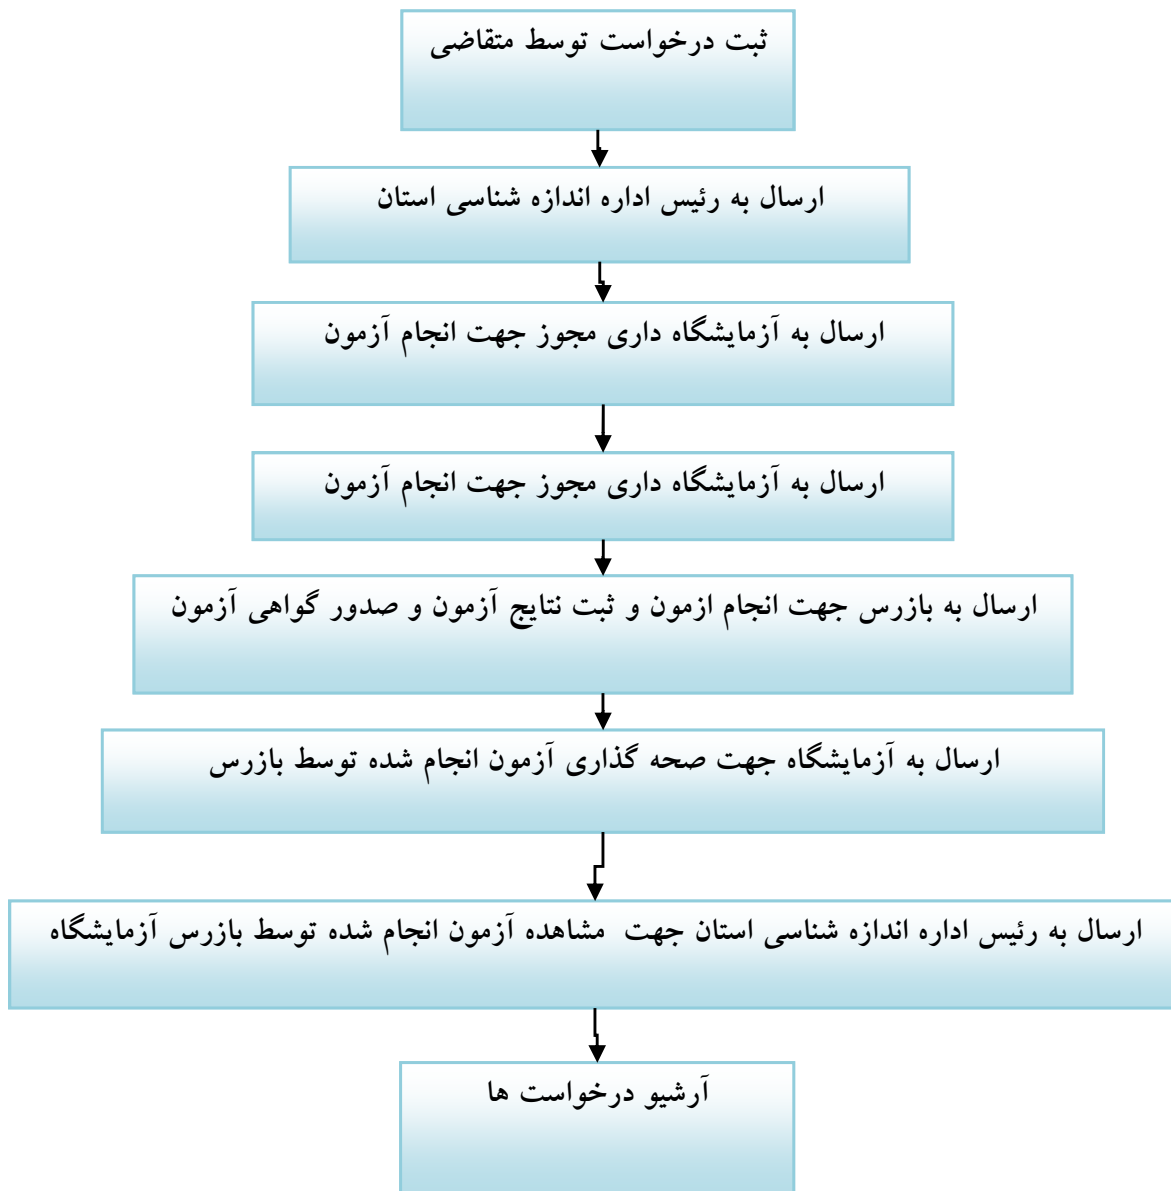 ثبت درخواست توسط متقاضی
ارسال به رئیس اداره اندازه شناسی استان
ارسال به آزمایشگاه داری مجوز جهت انجام آزمون
ارسال به آزمایشگاه داری مجوز جهت انجام آزمون
ارسال به بازرس جهت انجام ازمون و ثبت نتایج آزمون و صدور گواهی آزمون
ارسال به آزمایشگاه جهت صحه گذاری آزمون انجام شده توسط بازرس
ارسال به رئیس اداره اندازه شناسی استان جهت مشاهده آزمون انجام شده توسط بازرس آزمایشگاه
آرشیو درخواست ها